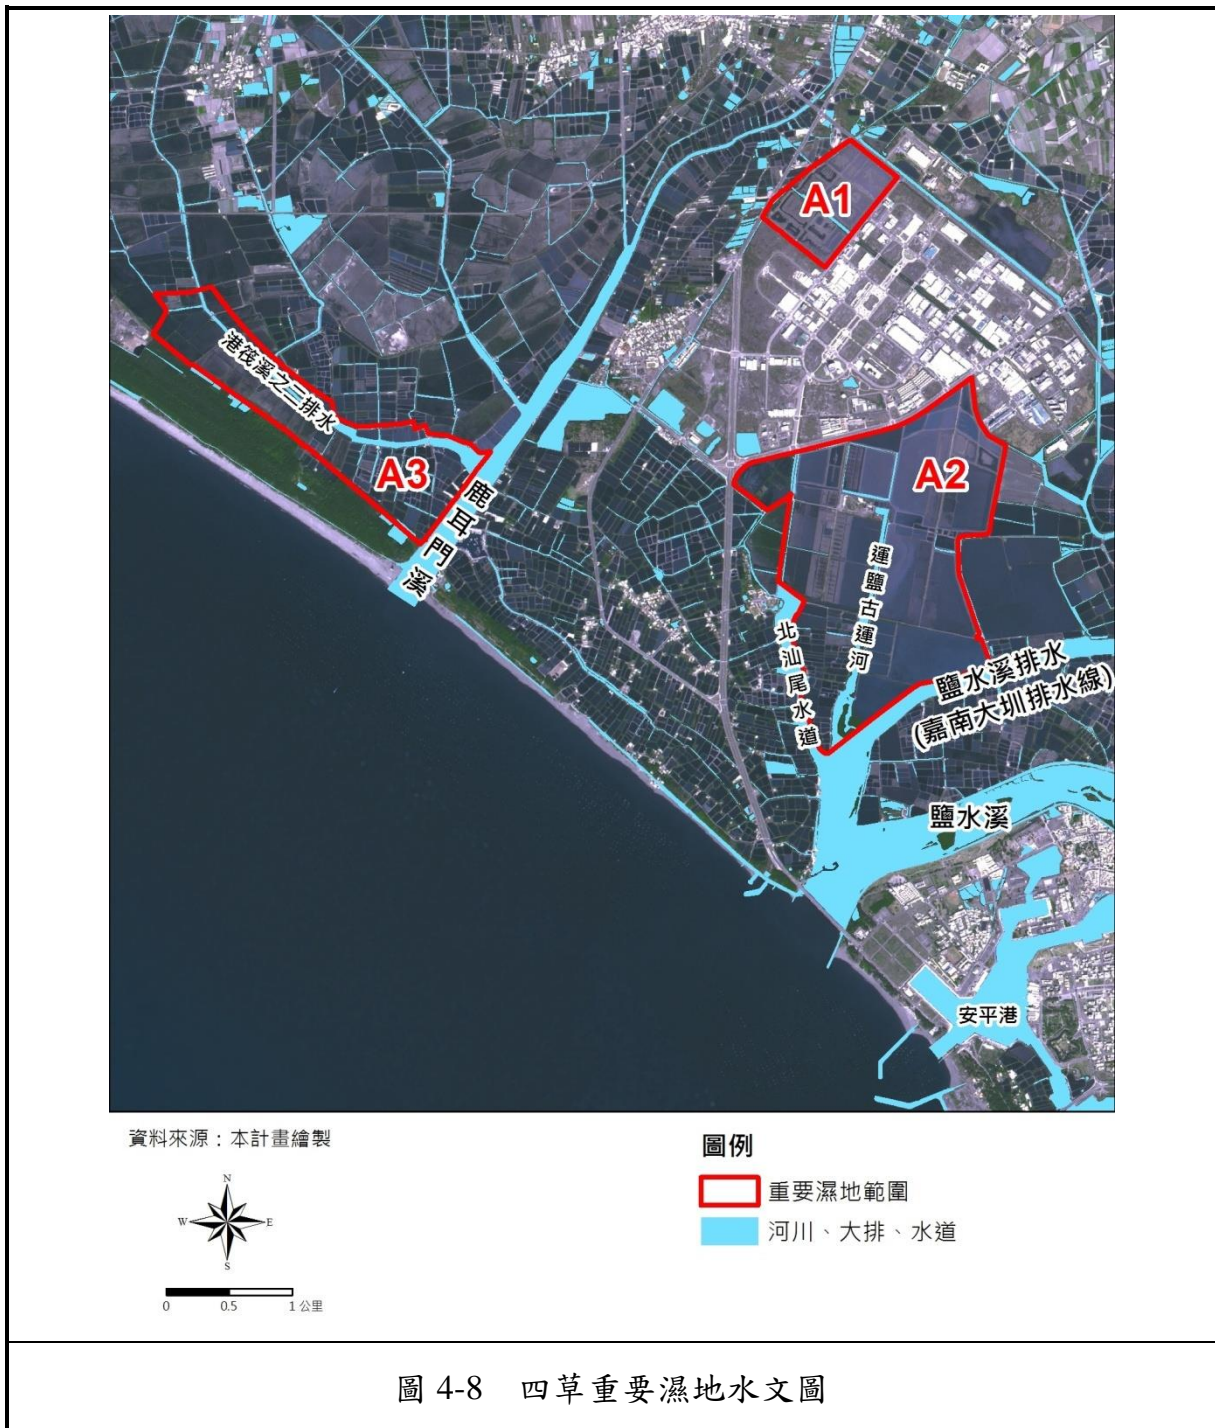 A1
港筏溪之三排水
A3
A2
鹿耳門溪
運鹽古運河
北汕尾水道
鹽水溪排水
(嘉南大圳排水線)
鹽水溪
安平港
資料來源：本計畫繪製
N
W
E
S
0 0.5 1 公里
圖例
重要濕地範圍
河川、大排、水道
圖 4-8 四草重要濕地水文圖